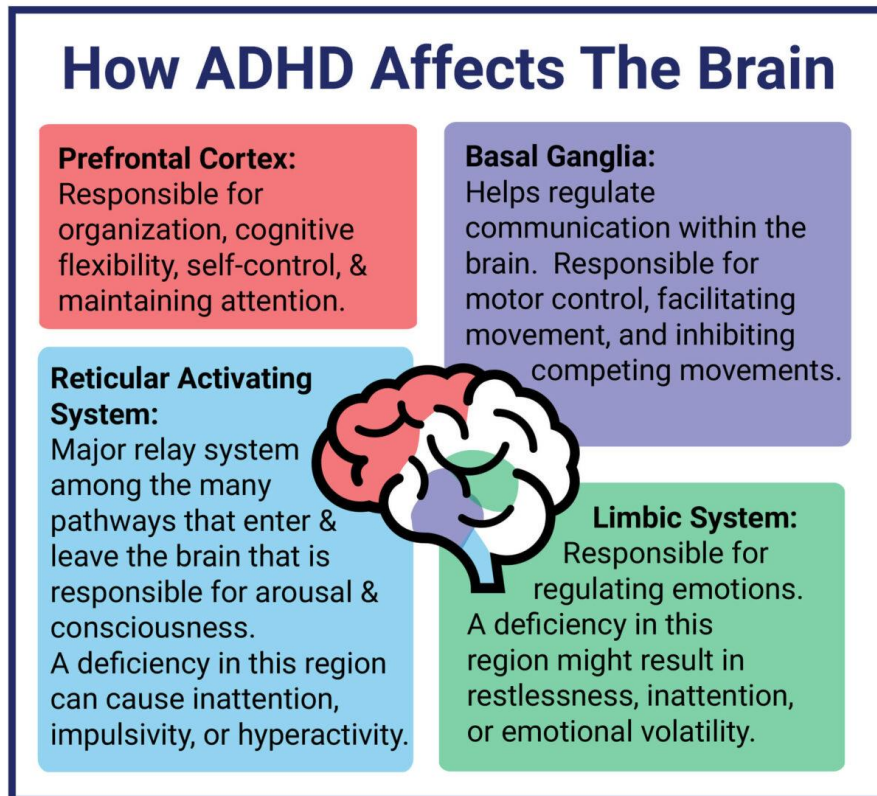 How ADHD Affects The Brain
Prefrontal Cortex:
Responsible for
organization, cognitive
flexibility, self-control, &
maintaining attention.
Basal Ganglia:
Helps regulate
communication within the
brain.  Responsible for
motor control, facilitating
movement, and inhibiting
competing movements.
Reticular Activating
System:
Major relay system
among the many
pathways that enter &
leave the brain that is
responsible for arousal &
consciousness.
A deficiency in this region
can cause inattention,
impulsivity, or hyperactivity.
Limbic System:
Responsible for
regulating emotions.
A deficiency in this
region might result in
restlessness, inattention,
or emotional volatility.